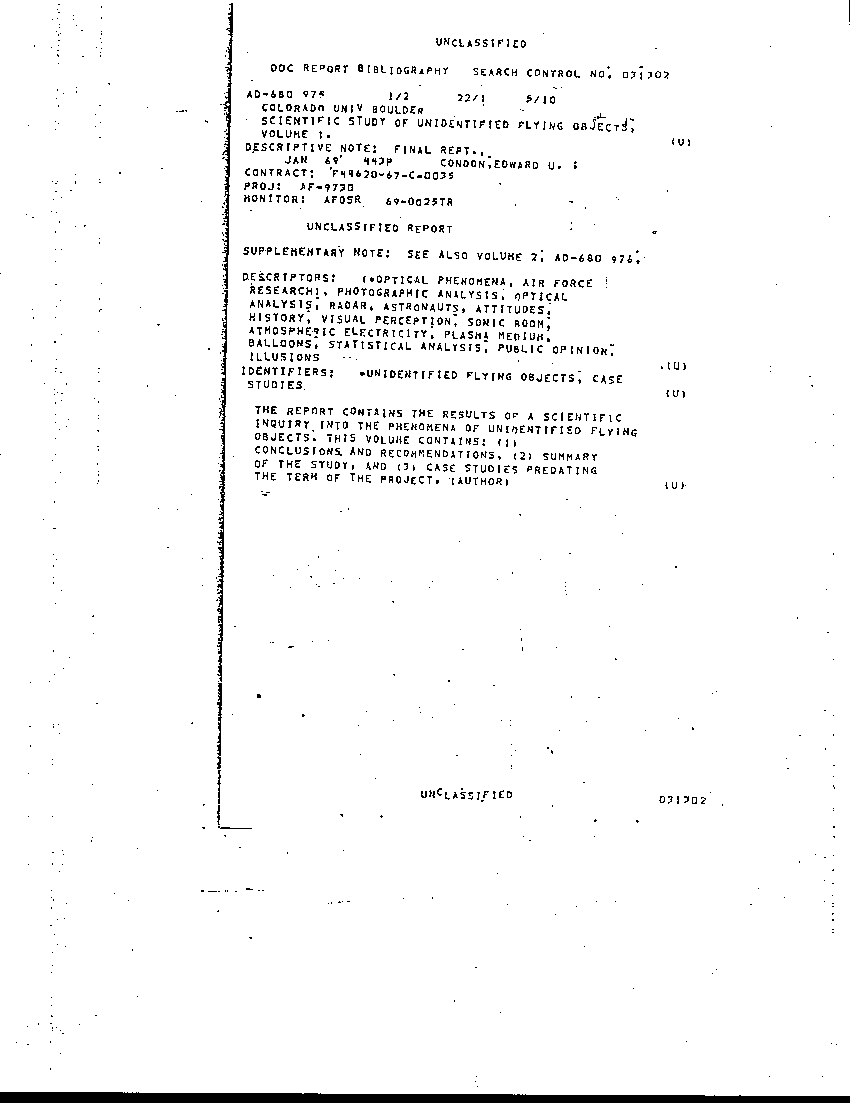 UNCLASSIFIED
DDC REPORT BIBLIOGRAPHY SEARCH CONTROL NO. 031302
AD-680 975 1/2 22/1 5/10
COLORADO UNIV BOULDER
SCIENTIFIC STUDY OF UNIDENTIFIED FLYING OBJECTS,
VOLUME 1. (U)
DESCRIPTIVE NOTE: FINAL REPT.,
JAN 69 443P CONDON,EDWARD U. :
CONTRACT: F44620-67-C-0035
PROJ: AF-9730
MONITOR: AFOSR 69-0025TR
UNCLASSIFIED REPORT
SUPPLEMENTARY NOTE: SEE ALSO VOLUME 2, AD-680 976.
DESCRIPTORS: (*OPTICAL PHENOMENA, AIR FORCE
RESEARCH), PHOTOGRAPHIC ANALYSIS, OPTICAL
ANALYSIS, RADAR, ASTRONAUTS, ATTITUDES,
HISTORY, VISUAL PERCEPTION, SONIC BOOM,
ATMOSPHERIC ELECTRICITY, PLASMA MEDIUM,
BALLOONS, STATISTICAL ANALYSIS, PUBLIC OPINION,
ILLUSIONS (U)
IDENTIFIERS: *UNIDENTIFIED FLYING OBJECTS, CASE
STUDIES (U)
THE REPORT CONTAINS THE RESULTS OF A SCIENTIFIC
INQUIRY INTO THE PHENOMENA OF UNIDENTIFIED FLYING
OBJECTS. THIS VOLUME CONTAINS: (1)
CONCLUSIONS AND RECOMMENDATIONS, (2) SUMMARY
OF THE STUDY, AND (3) CASE STUDIES PREDATING
THE TERM OF THE PROJECT. (AUTHOR) (U)
UNCLASSIFIED
031302